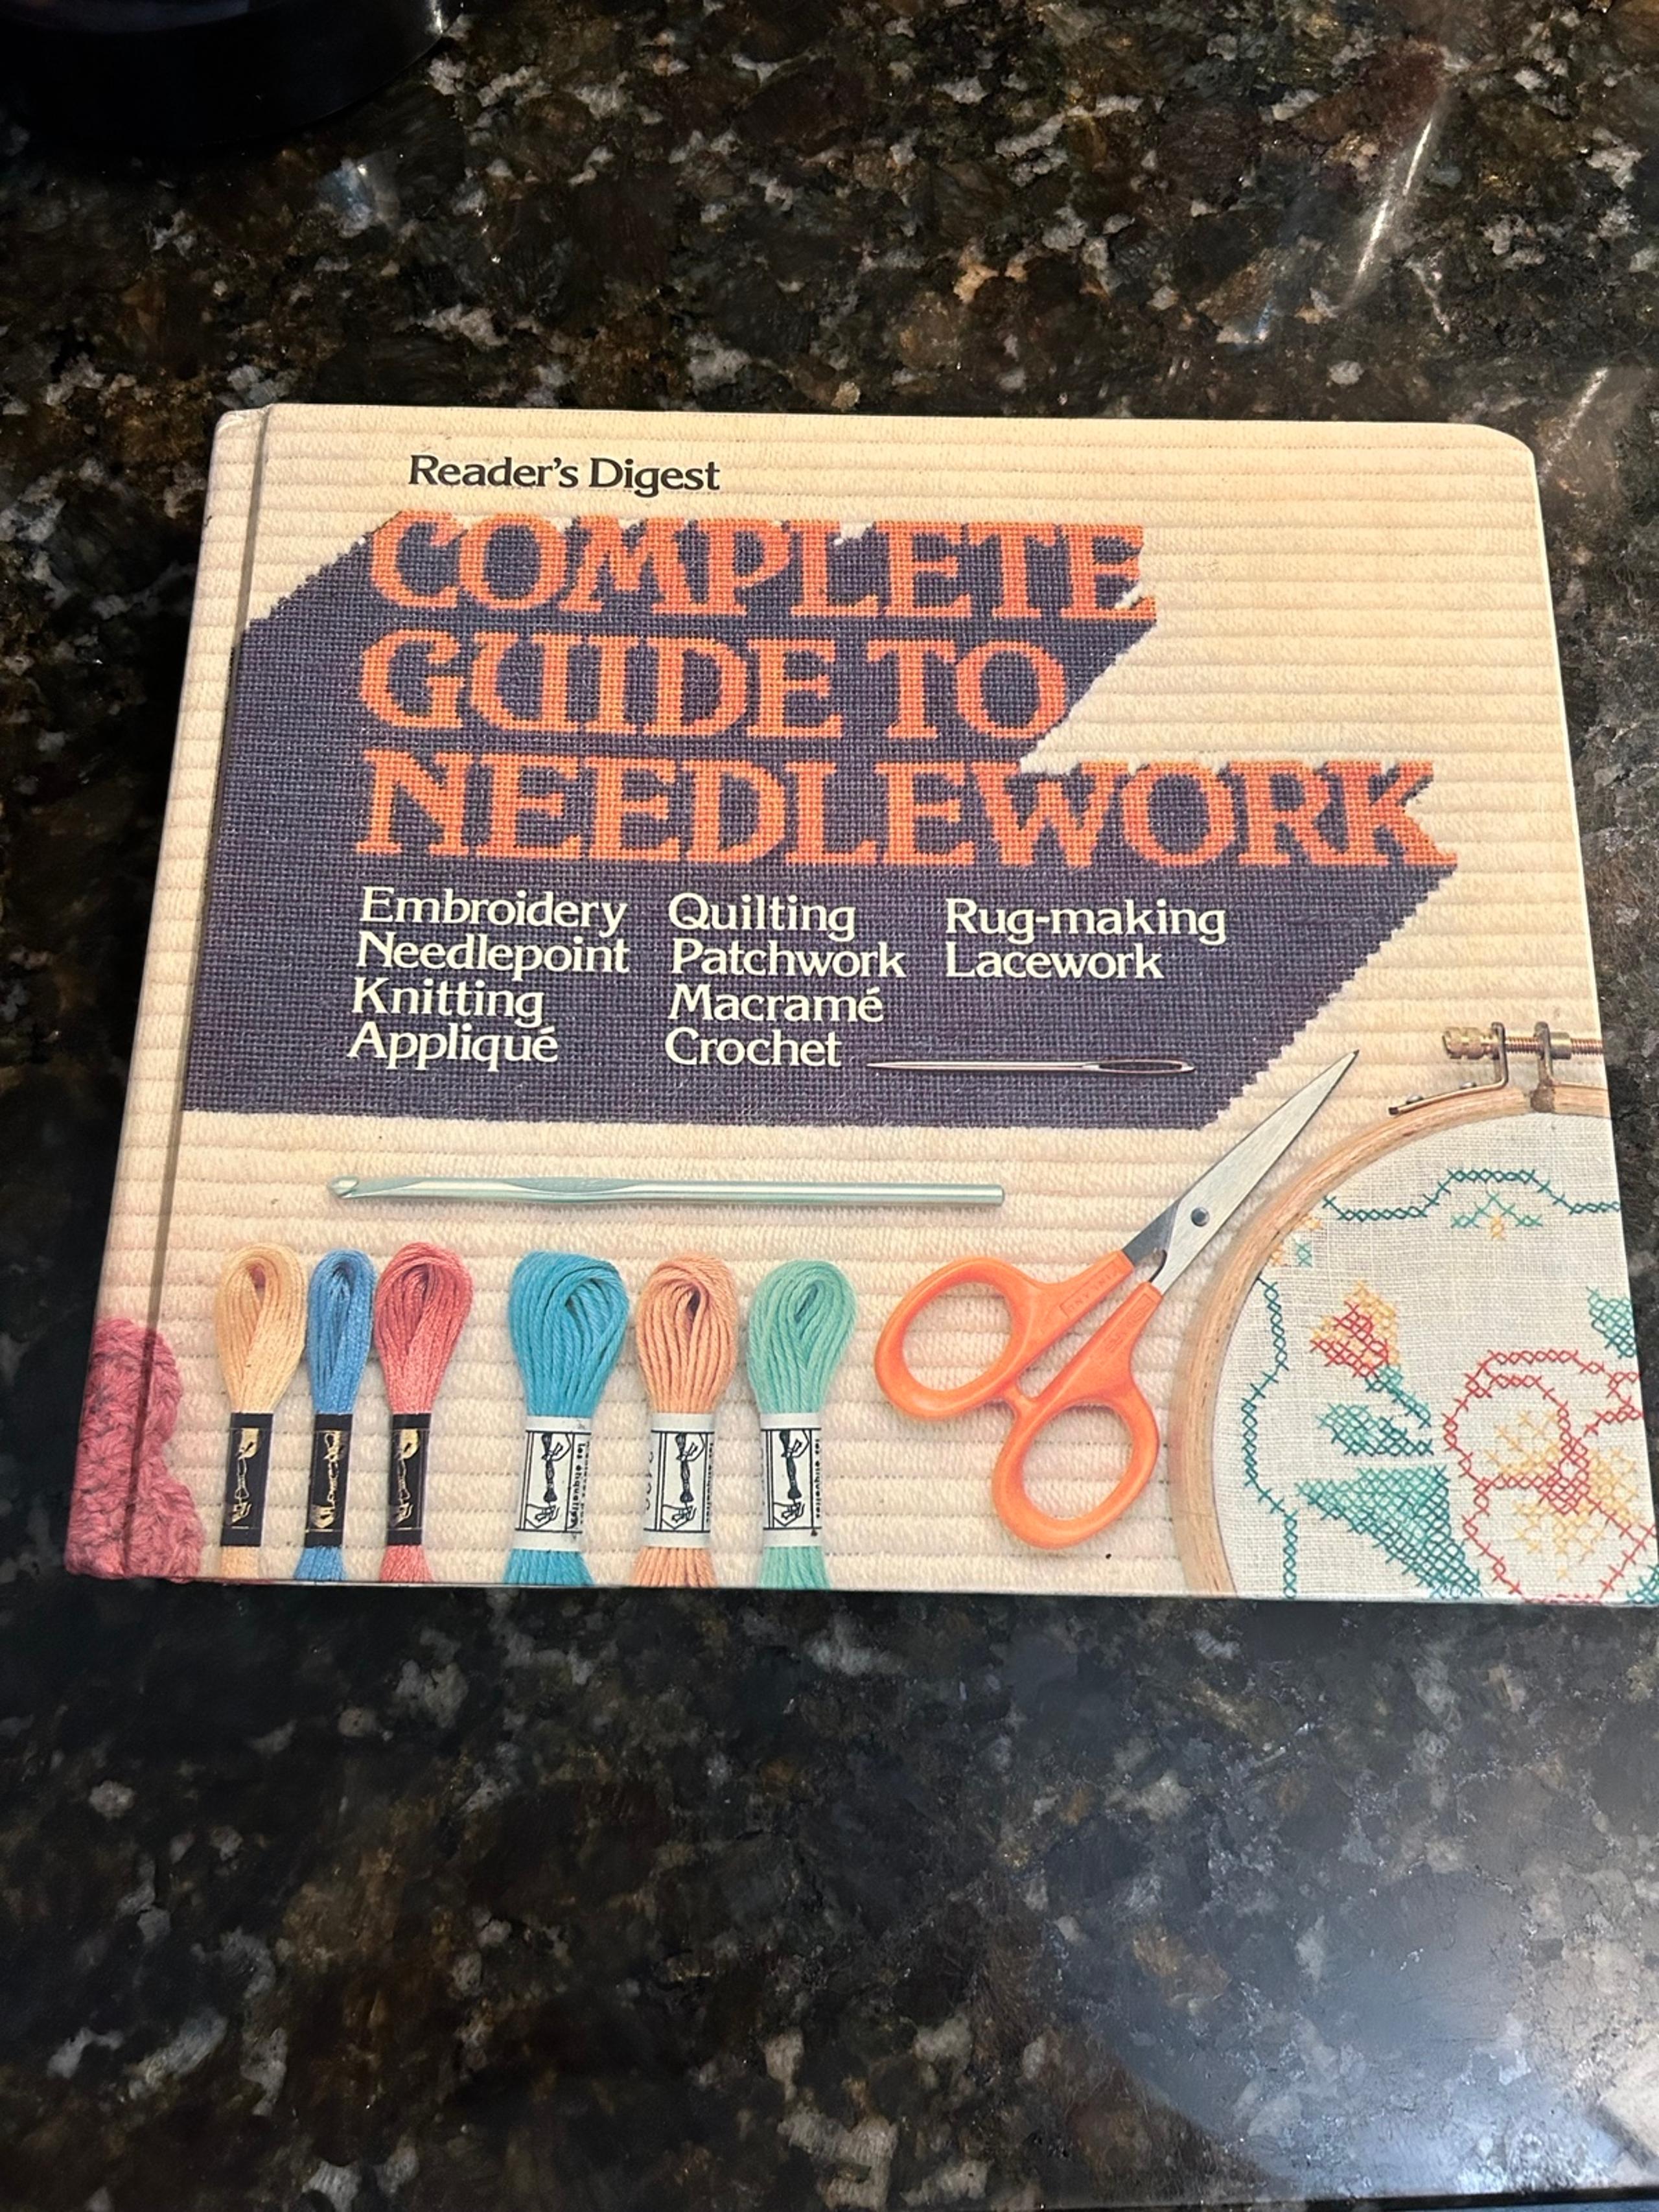 Reader's Digest
COMPLETE
GUIDE TO
NEEDLEWORK
Embroidery
Needlepoint
Knitting
Appliqué
Quilting
Patchwork
Macramé
Crochet
Rug-making
Lacework